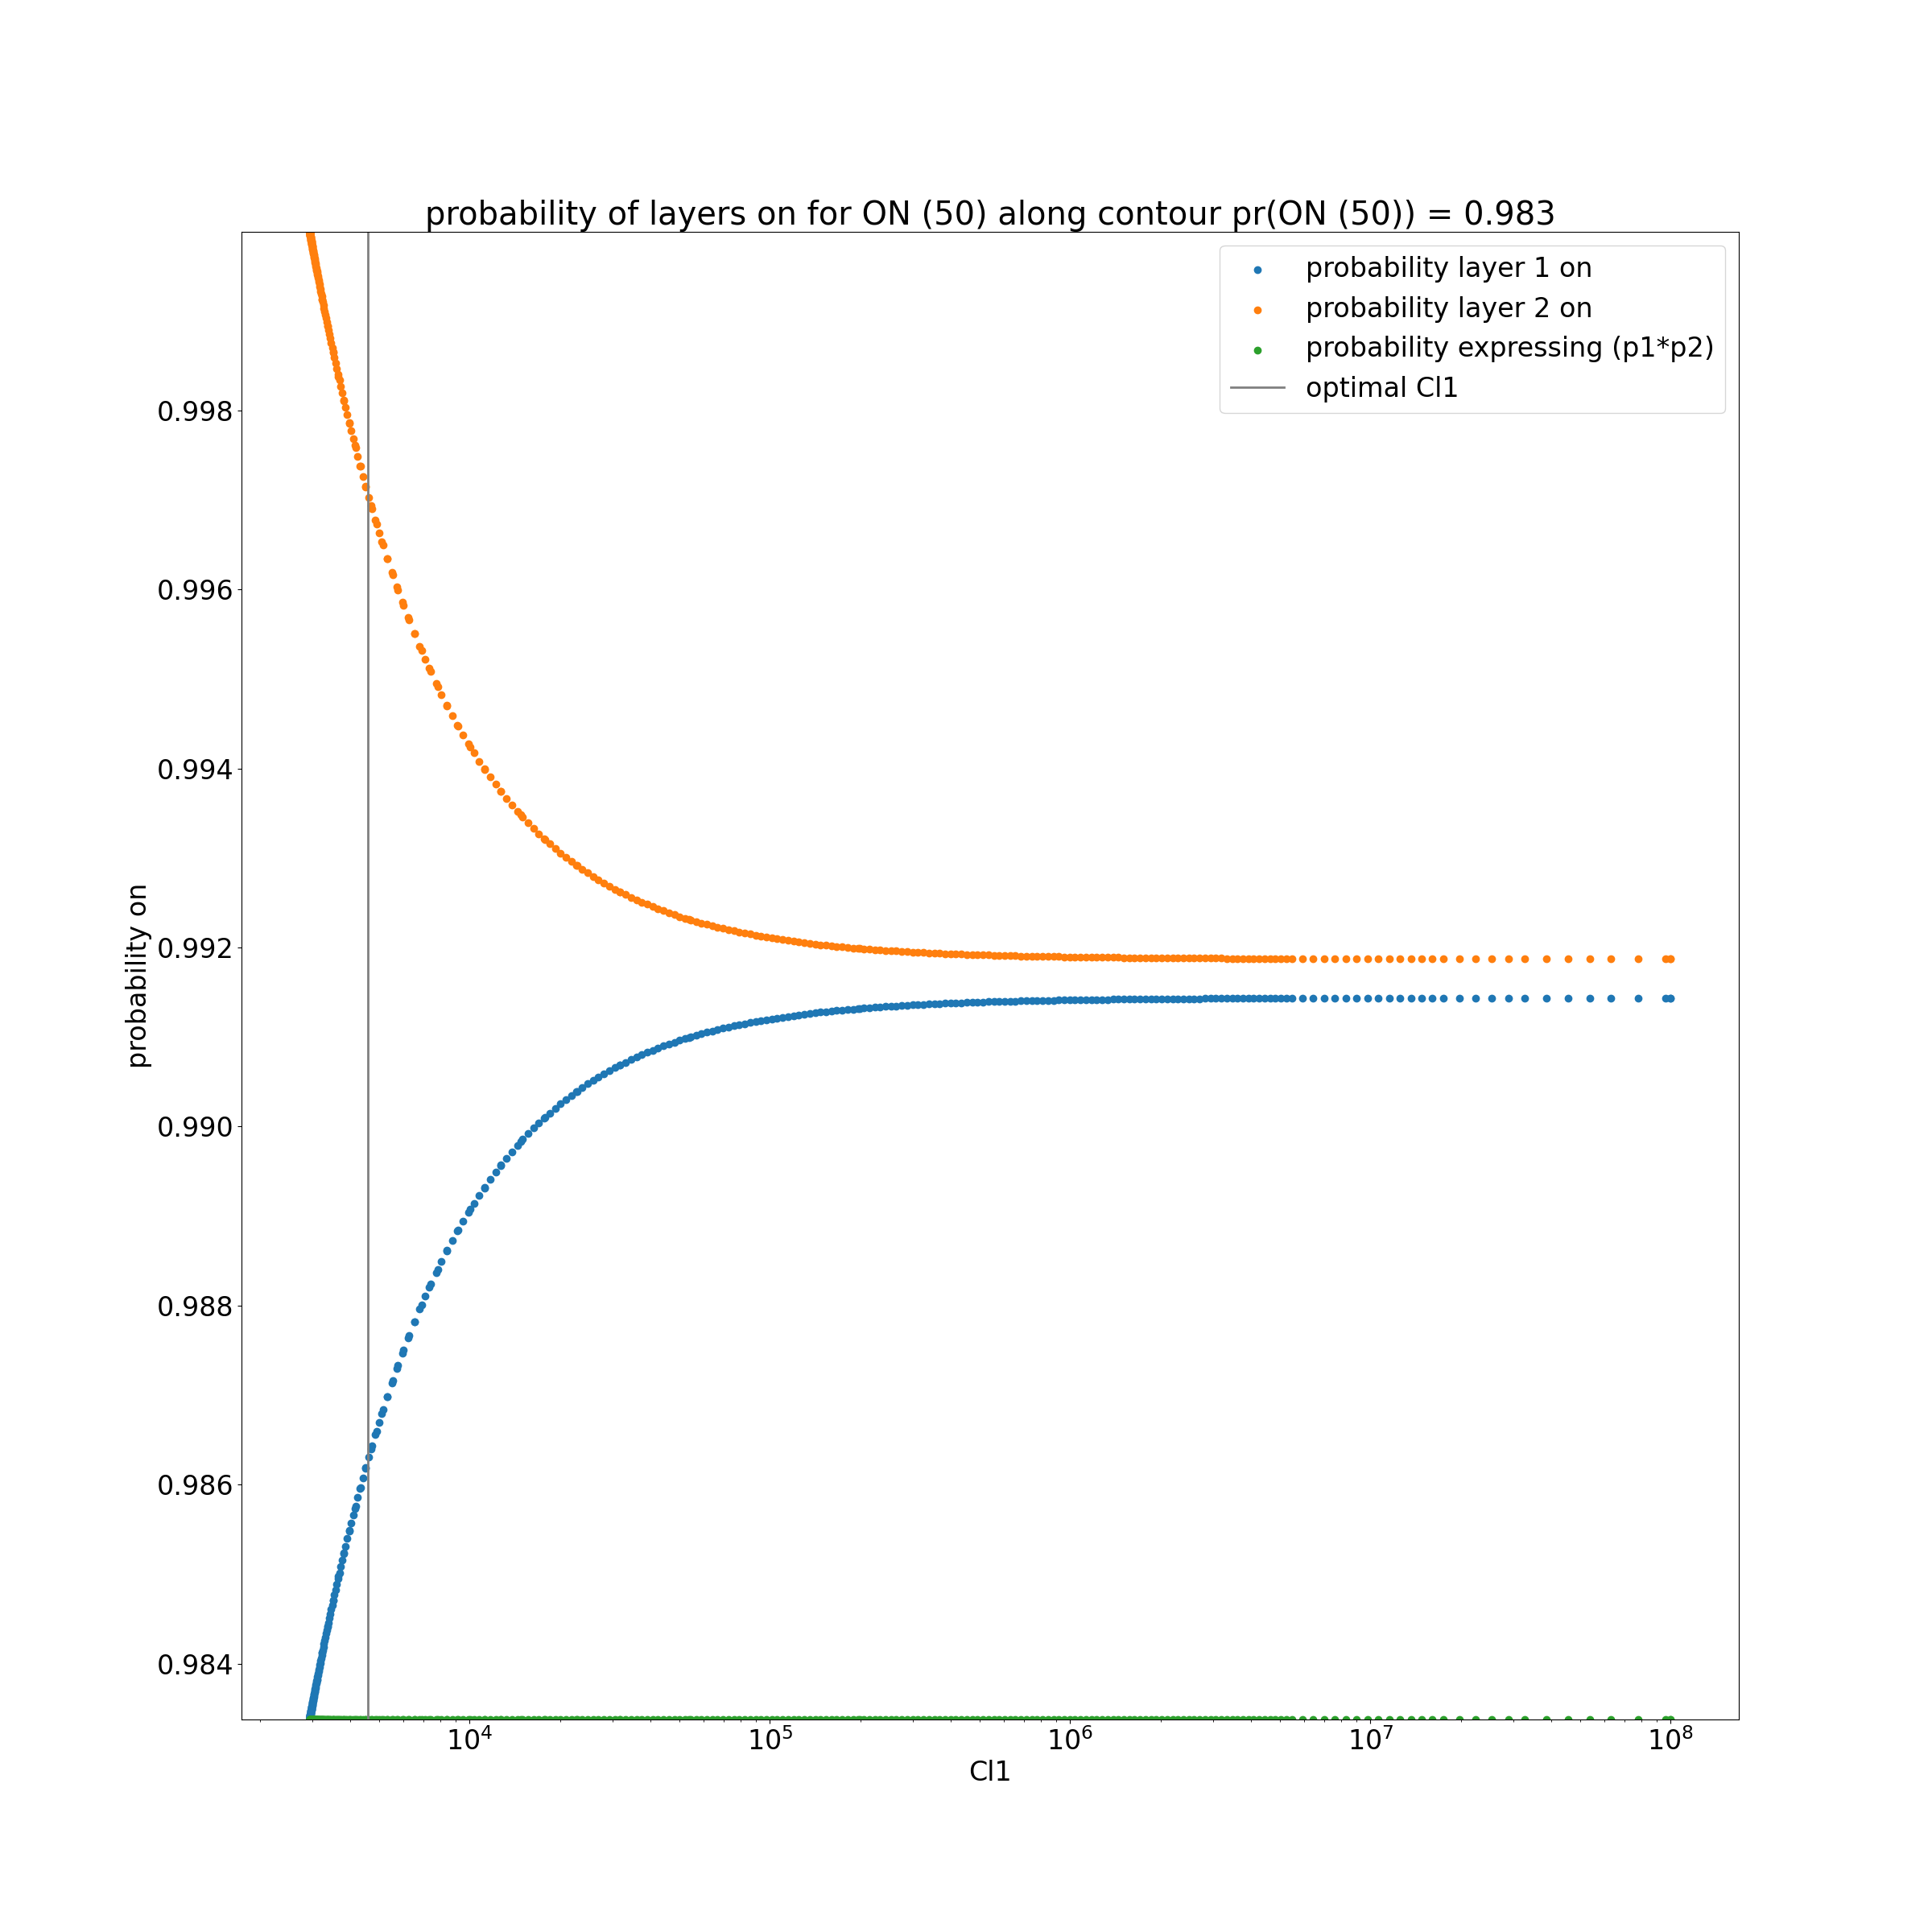 probability of layers on for ON (50) along contour pr(ON (50)) = 0.983
probability layer 1 on
probability layer 2 on
probability expressing (p1*p2)
optimal Cl1
probability on
0.998
0.996
0.994
0.992
0.990
0.988
0.986
0.984
10⁴ 10⁵ 10⁶ 10⁷ 10⁸
Cl1